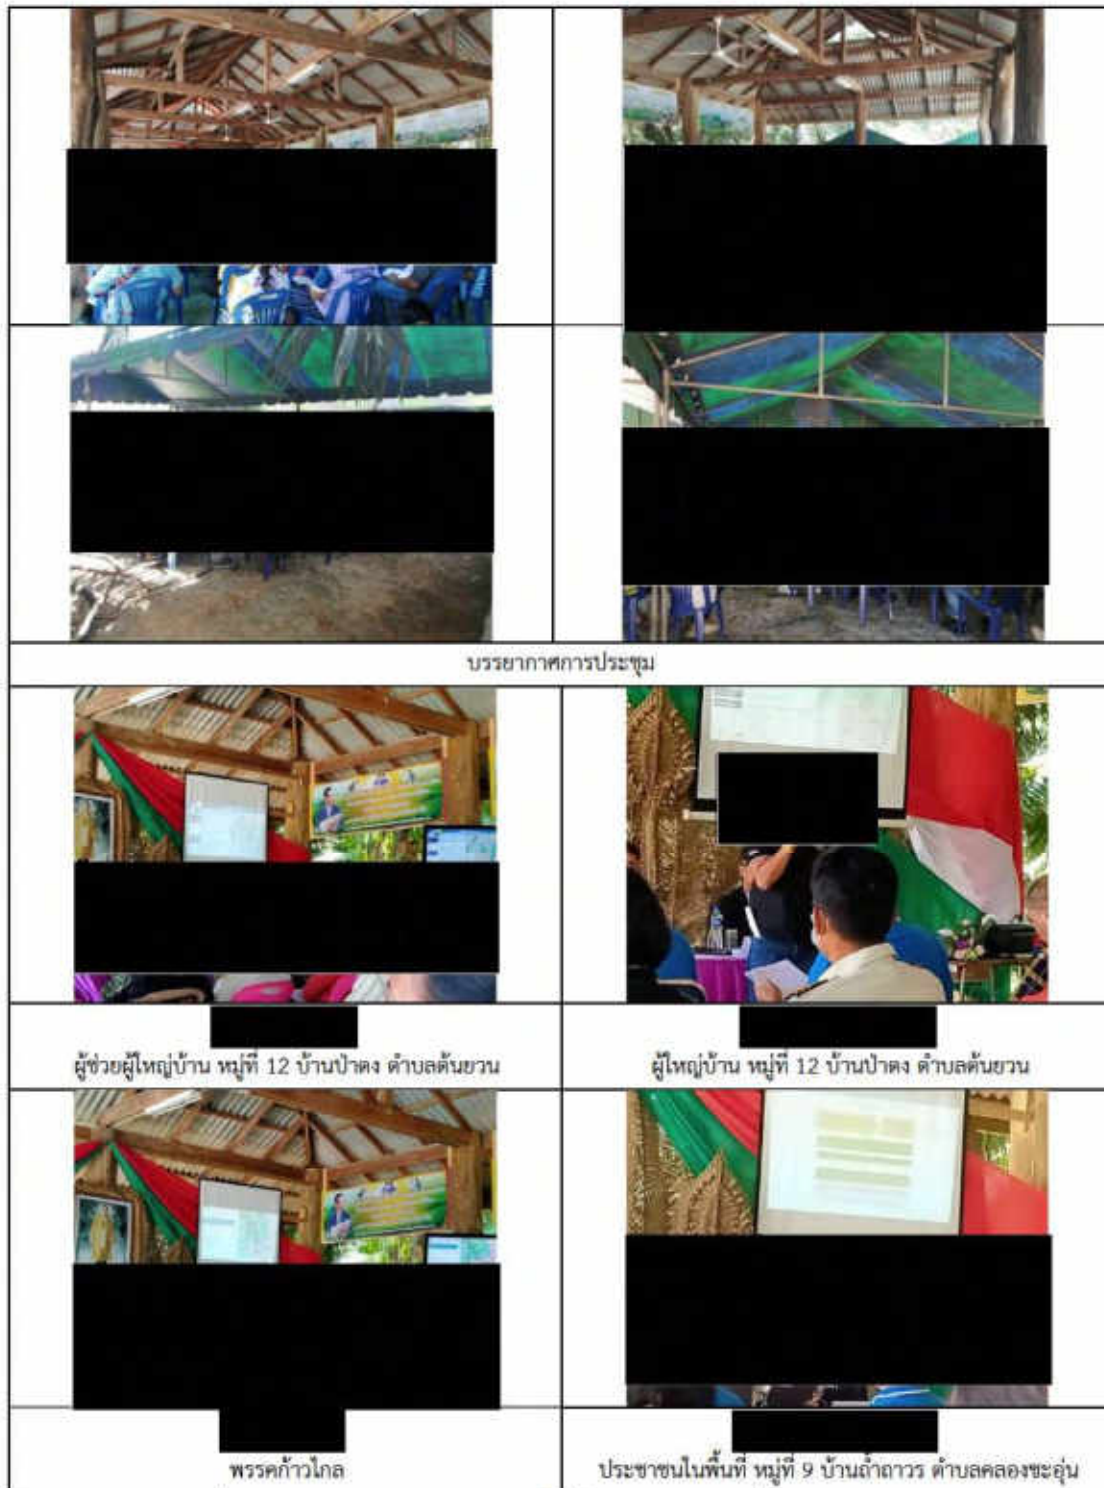 บรรยากาศการประชุม
ผู้ช่วยผู้ใหญ่บ้าน หมู่ที่ 12 บ้านป่าตง ตำบลต้นยวน
ผู้ใหญ่บ้าน หมู่ที่ 12 บ้านป่าตง ตำบลต้นยวน
พรรคก้าวไกล
ประชาชนในพื้นที่ หมู่ที่ 9 บ้านถ้ำถาวร ตำบลคลองชะอุ่น